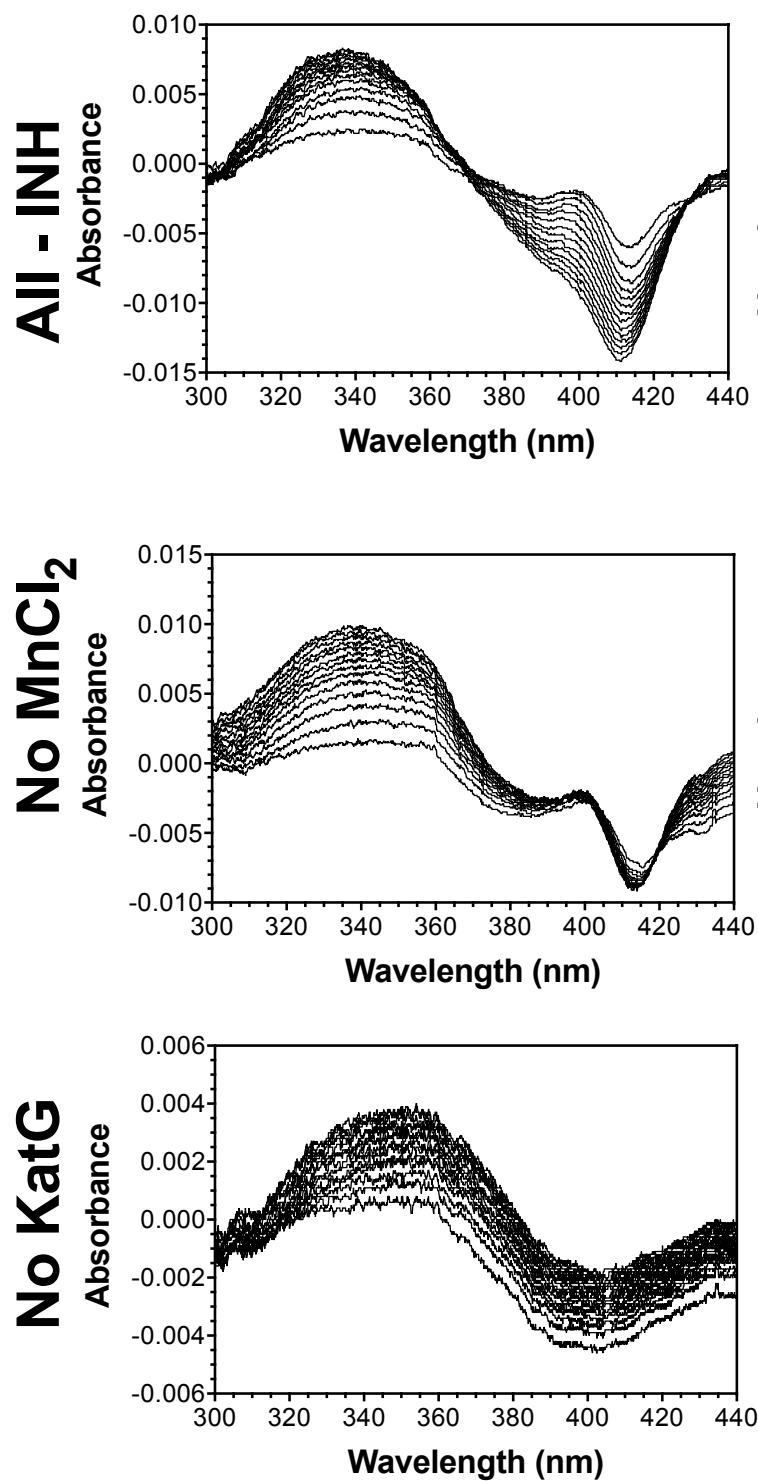 All - INH
Absorbance
0.010
0.005
0.000
-0.005
-0.010
-0.015
300 320 340 360 380 400 420 440
Wavelength (nm)
No MnCl₂
Absorbance
0.015
0.010
0.005
0.000
-0.005
-0.010
300 320 340 360 380 400 420 440
Wavelength (nm)
No KatG
Absorbance
0.006
0.004
0.002
0.000
-0.002
-0.004
-0.006
300 320 340 360 380 400 420 440
Wavelength (nm)